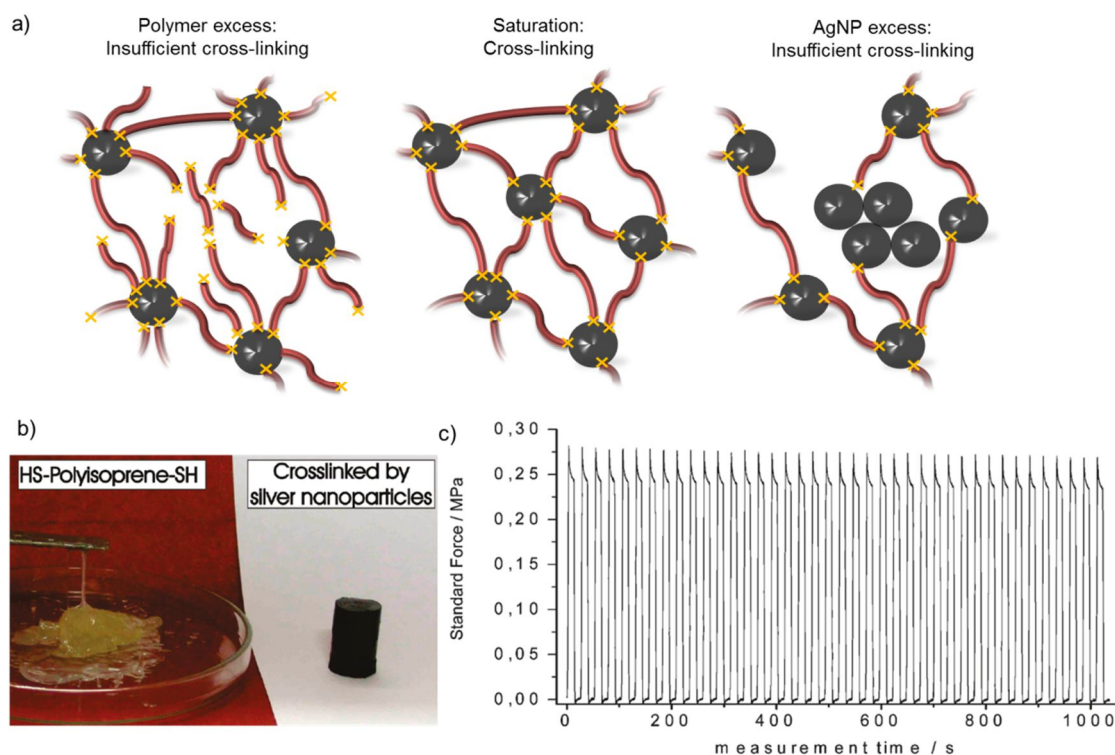 a)
Polymer excess:
Insufficient cross-linking
Saturation:
Cross-linking
AgNP excess:
Insufficient cross-linking
b)
HS-Polyisoprene-SH
Crosslinked by
silver nanoparticles
c)
Standard Force / MPa
0,30
0,25
0,20
0,15
0,10
0,05
0,00
0
200
400
600
800
1000
measurement time / s